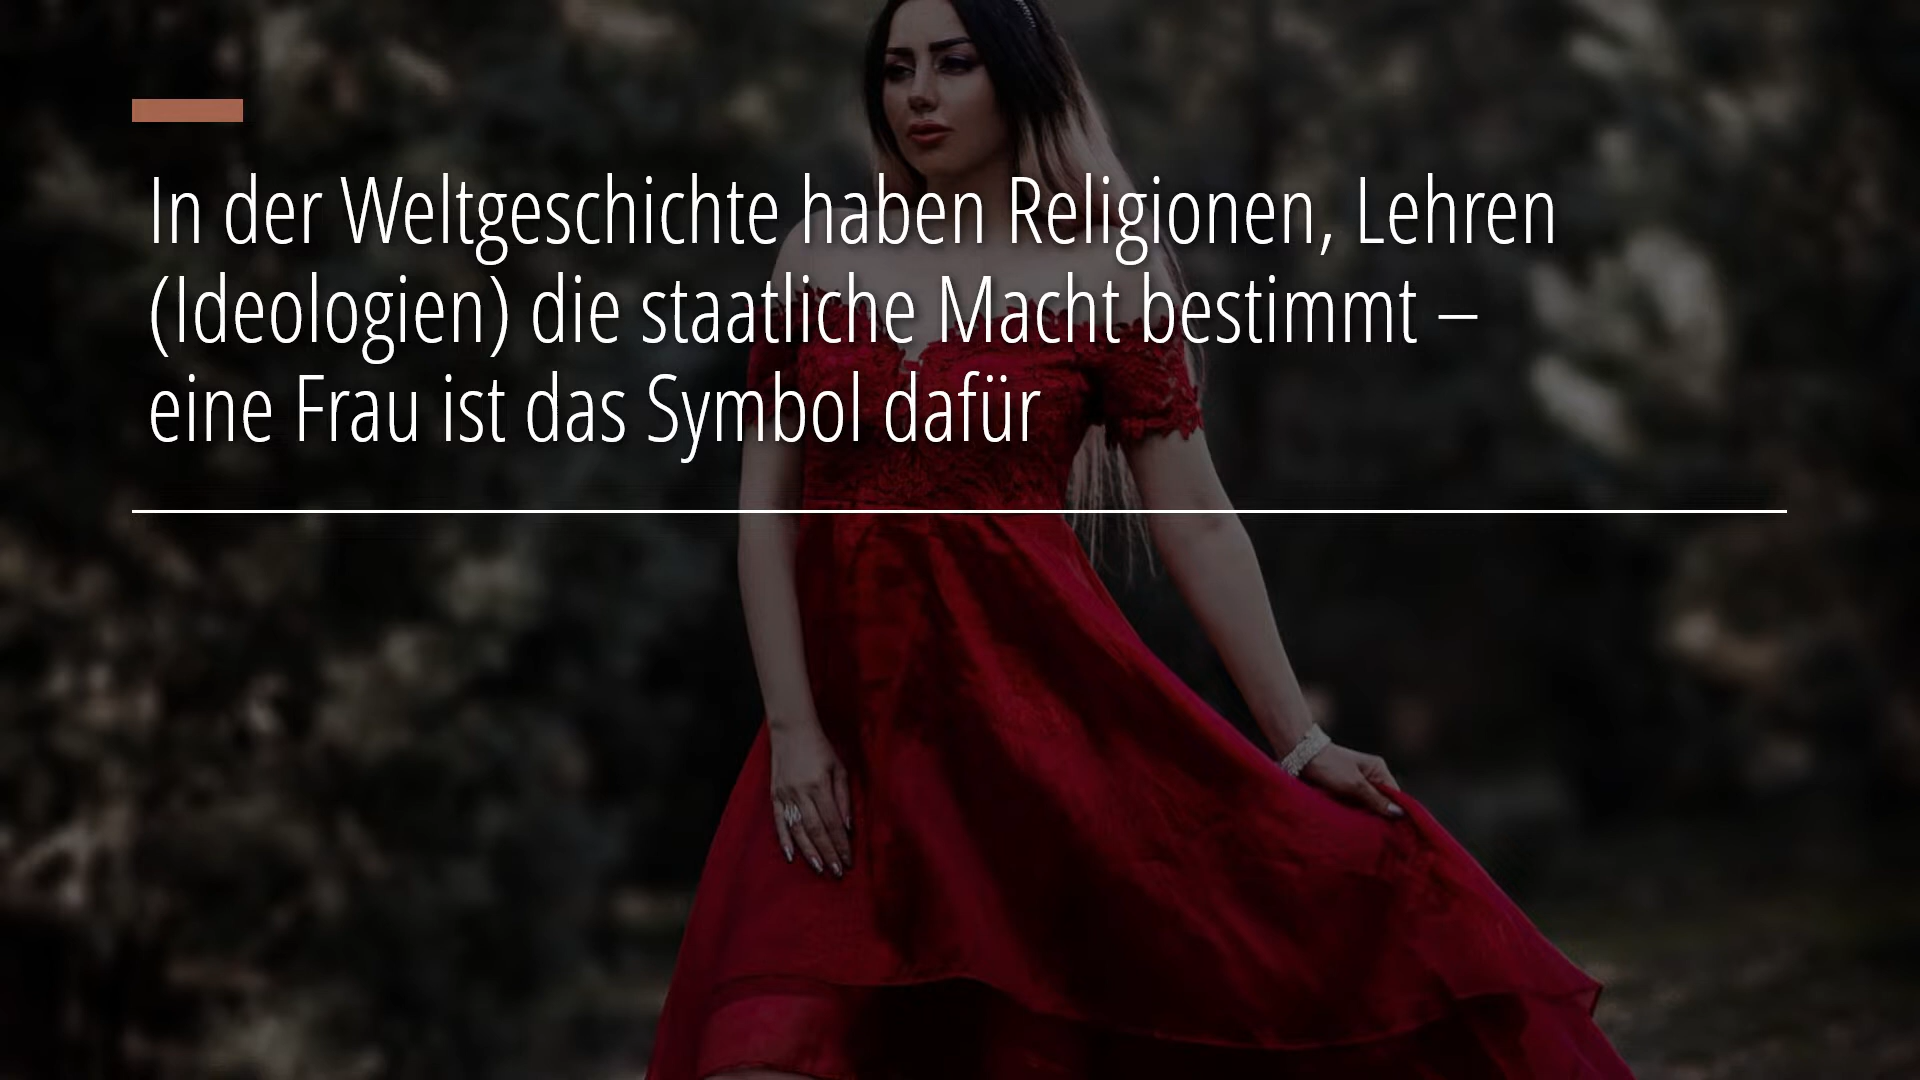 In der Weltgeschichte haben Religionen, Lehren
(Ideologien) die staatliche Macht bestimmt –
eine Frau ist das Symbol dafür